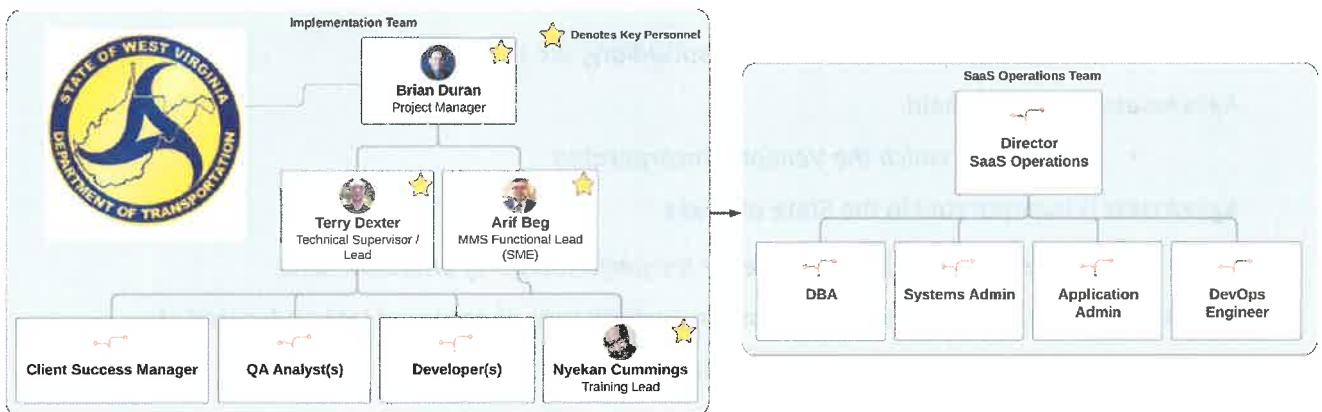 Implementation Team
Denotes Key Personnel
STATE OF WEST VIRGINIA
DEPARTMENT OF TRANSPORTATION
Brian Duran
Project Manager
Terry Dexter
Technical Supervisor /
Lead
Arif Beg
MMS Functional Lead
(SME)
Client Success Manager
QA Analyst(s)
Developer(s)
Nyekan Cummings
Training Lead
SaaS Operations Team
Director
SaaS Operations
DBA
Systems Admin
Application
Admin
DevOps
Engineer